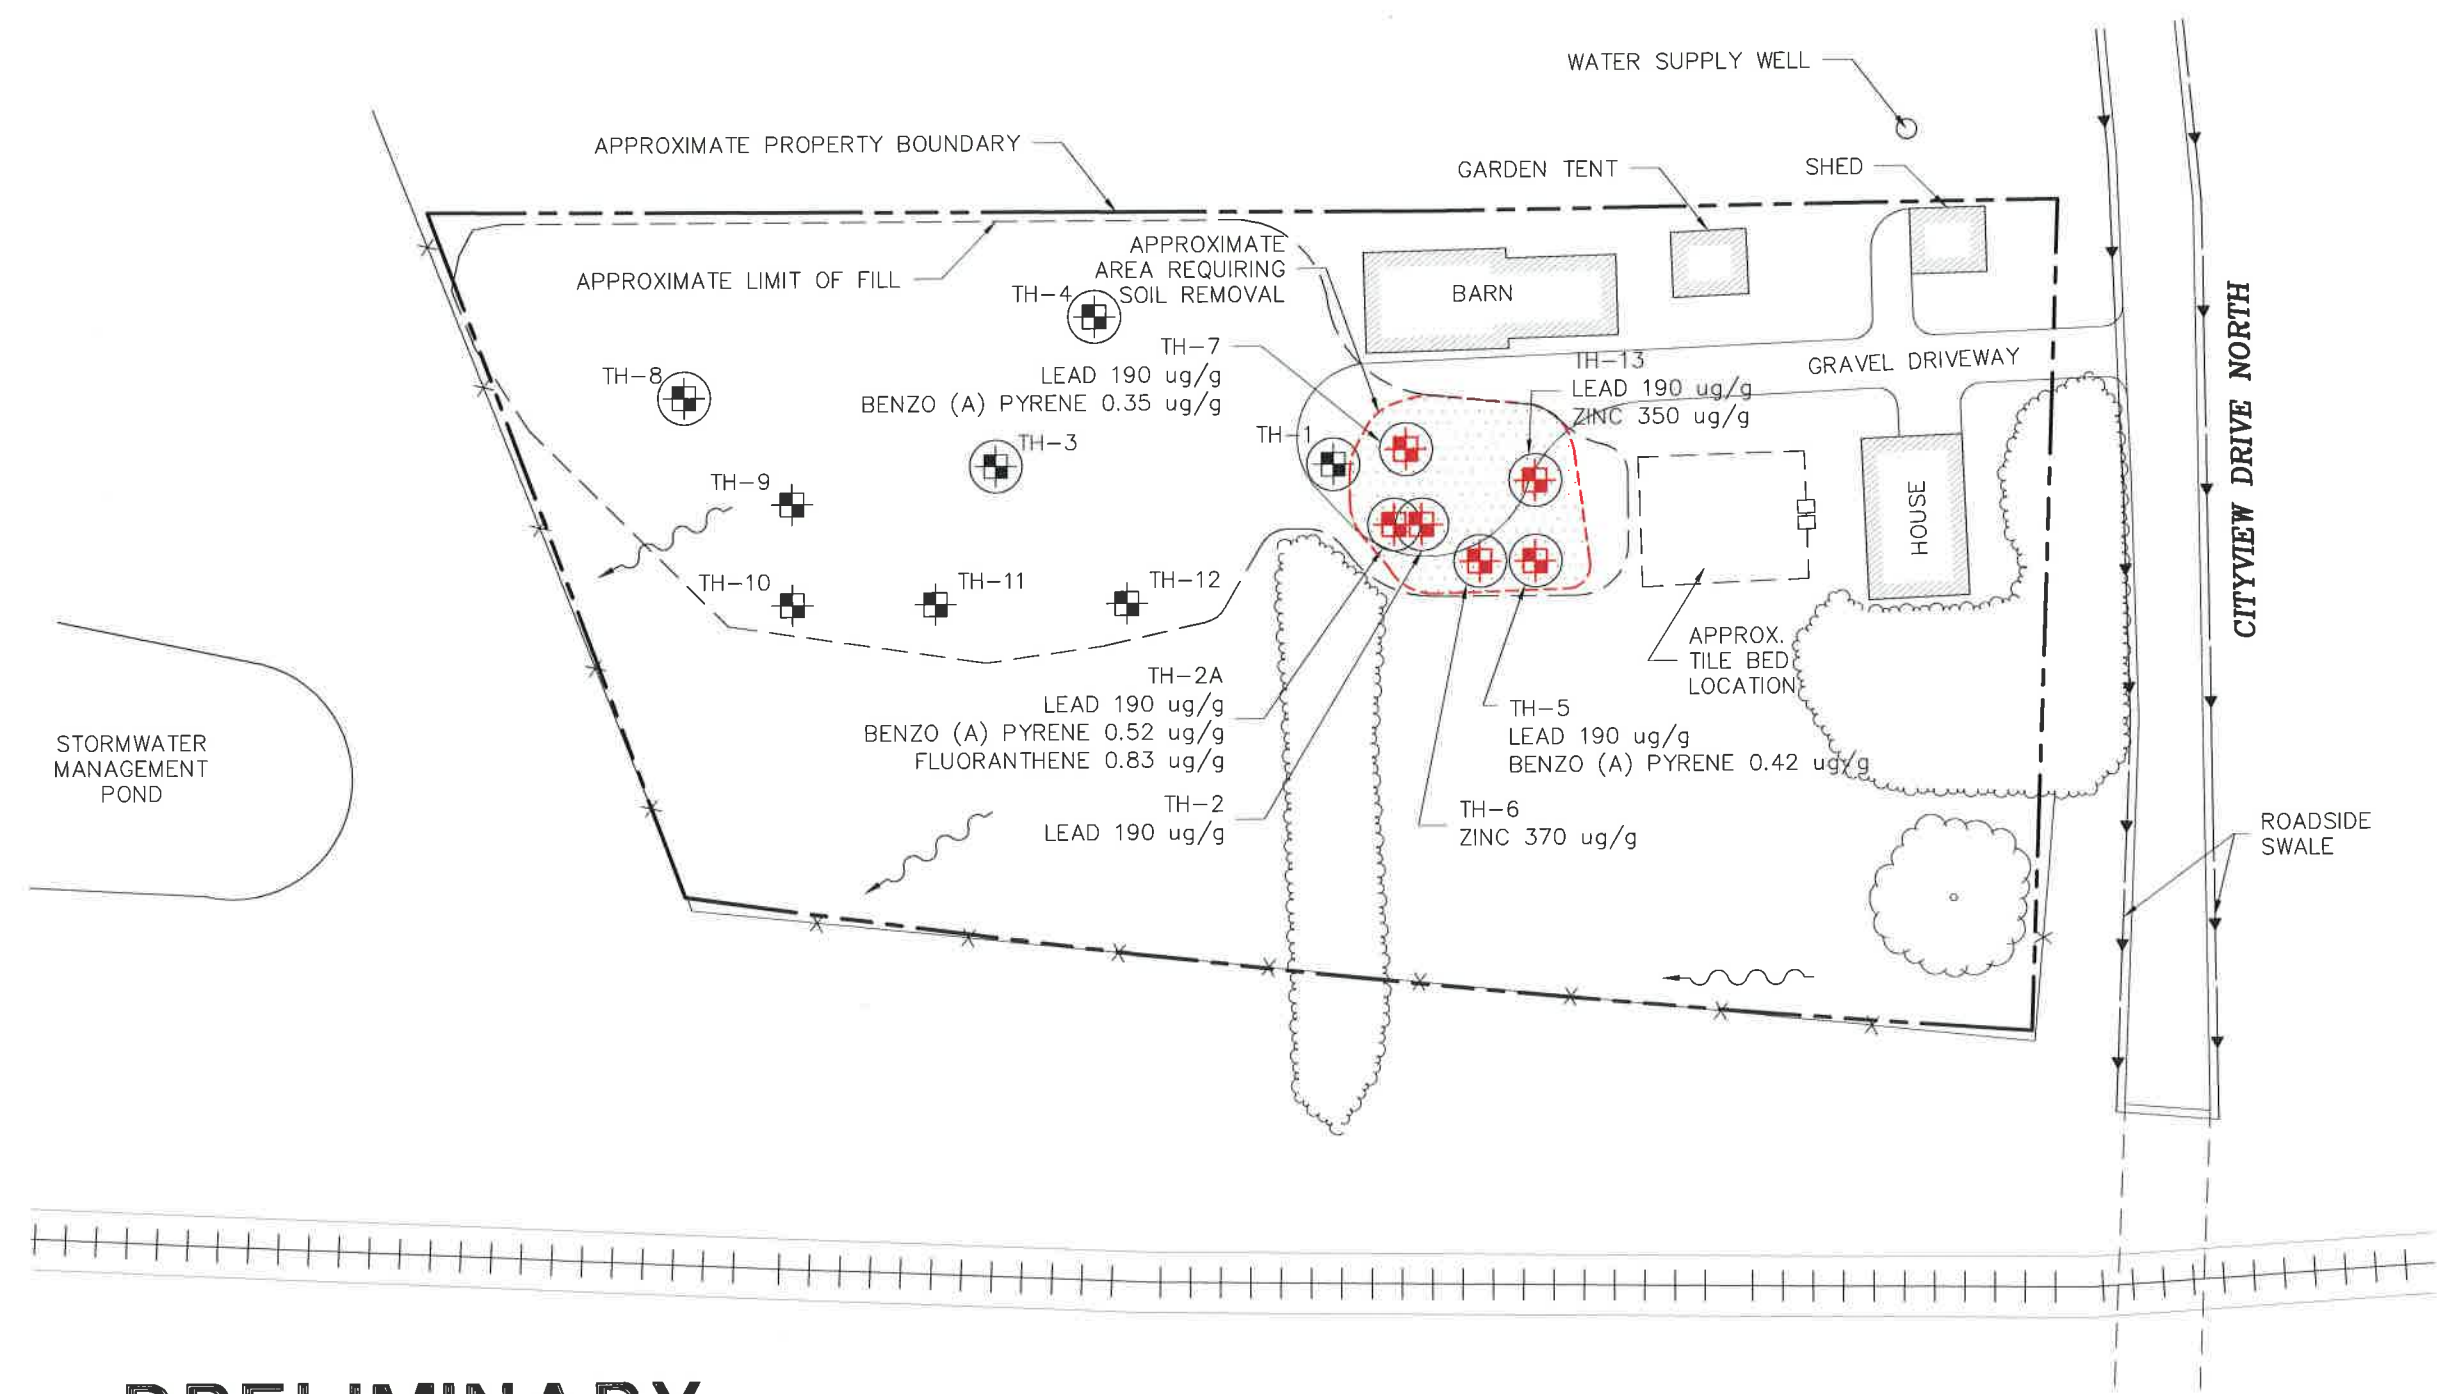 WATER SUPPLY WELL
APPROXIMATE PROPERTY BOUNDARY
GARDEN TENT
SHED
APPROXIMATE
AREA REQUIRING
SOIL REMOVAL
APPROXIMATE LIMIT OF FILL
BARN
TH-4
TH-7
LEAD 190 ug/g
BENZO (A) PYRENE 0.35 ug/g
TH-13
LEAD 190 ug/g
ZINC 350 ug/g
GRAVEL DRIVEWAY
CITYVIEW DRIVE NORTH
TH-8
TH-3
TH-1
TH-9
HOUSE
TH-10
TH-11
TH-12
APPROX.
TILE BED
LOCATION
TH-2A
LEAD 190 ug/g
BENZO (A) PYRENE 0.52 ug/g
FLUORANTHENE 0.83 ug/g
TH-5
LEAD 190 ug/g
BENZO (A) PYRENE 0.42 ug/g
STORMWATER
MANAGEMENT
POND
TH-2
LEAD 190 ug/g
TH-6
ZINC 370 ug/g
ROADSIDE
SWALE
PRELIMINARY